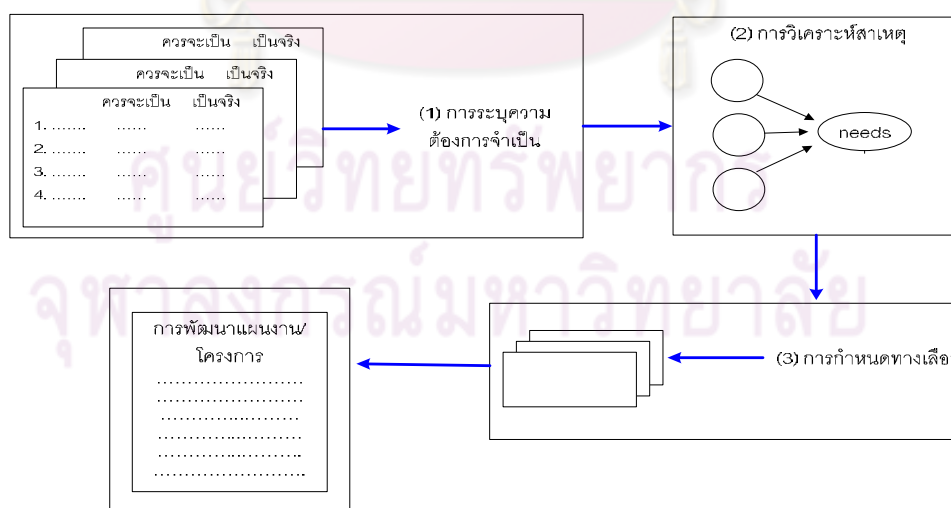 ควรจะเป็น เป็นจริง
ควรจะเป็น เป็นจริง
ควรจะเป็น เป็นจริง
1. ....... ...... ......
2. .......
3. ....... ...... ......
4. ....... ...... ......
(1) การระบุความ
ต้องการจำเป็น
(2) การวิเคราะห์สาเหตุ
needs
(3) การกำหนดทางเลือ
การพัฒนาแผนงาน/
โครงการ
ศูนย์วิทยทรัพยากร
จุฬาลงกรณ์มหาวิทยาลัย